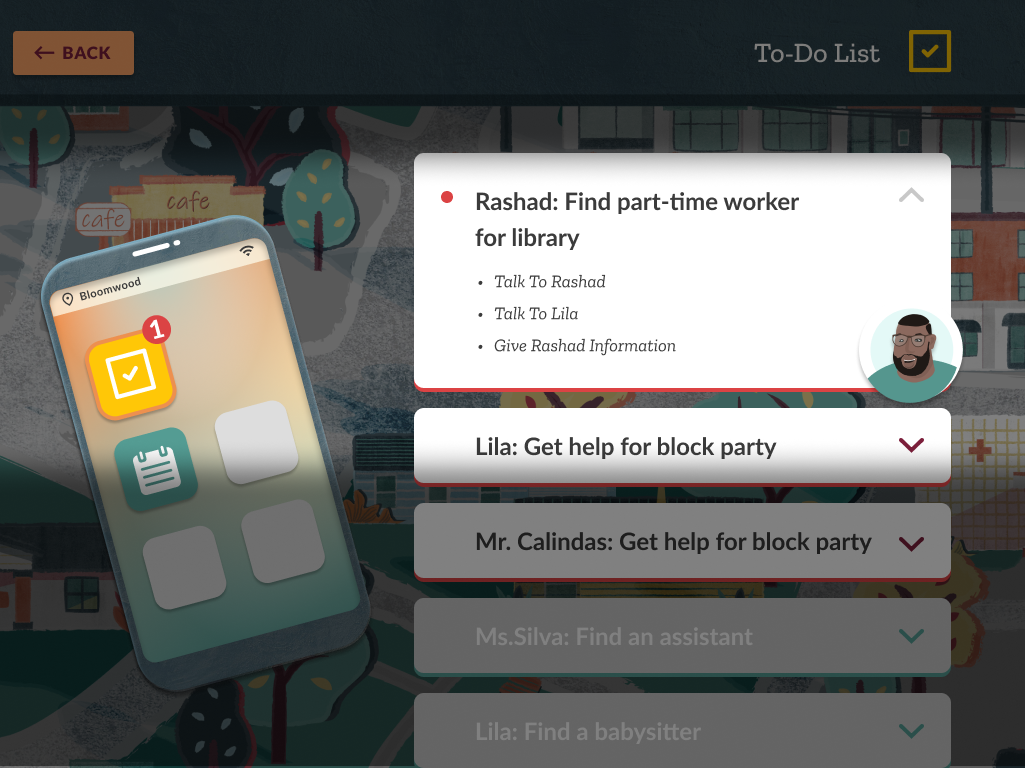 ← BACK
To-Do List
cafe
cafe
Bloomwood
1
Rashad: Find part-time worker
for library
• Talk To Rashad
• Talk To Lila
• Give Rashad Information
Lila: Get help for block party
Mr. Calindas: Get help for block party
Ms.Silva: Find an assistant
Lila: Find a babysitter